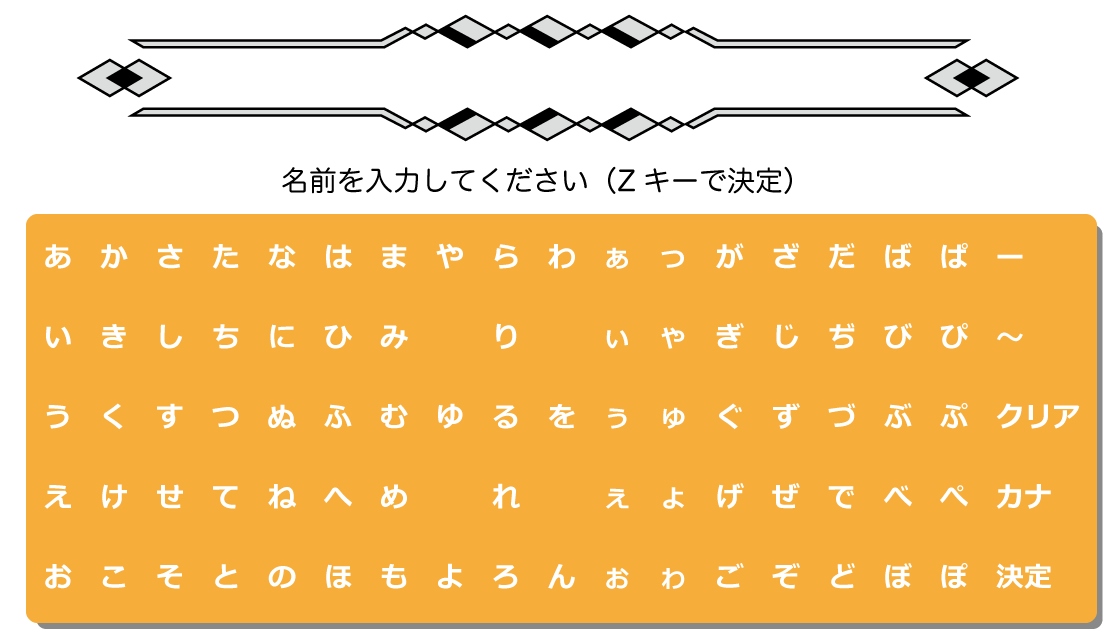 名前を入力してください（Z キーで決定）
あ か さ た な は ま や ら わ ぁ っ が ざ だ ば ぱ ー
い き し ち に ひ み り ぃ ゃ ぎ じ ぢ び ぴ ～
う く す つ ぬ ふ む ゆ る を ぅ ゅ ぐ ず づ ぶ ぷ クリア
え け せ て ね へ め れ ぇ ょ げ ぜ で べ ぺ カナ
お こ そ と の ほ も よ ろ ん ぉ ゎ ご ぞ ど ぼ ぽ 決定